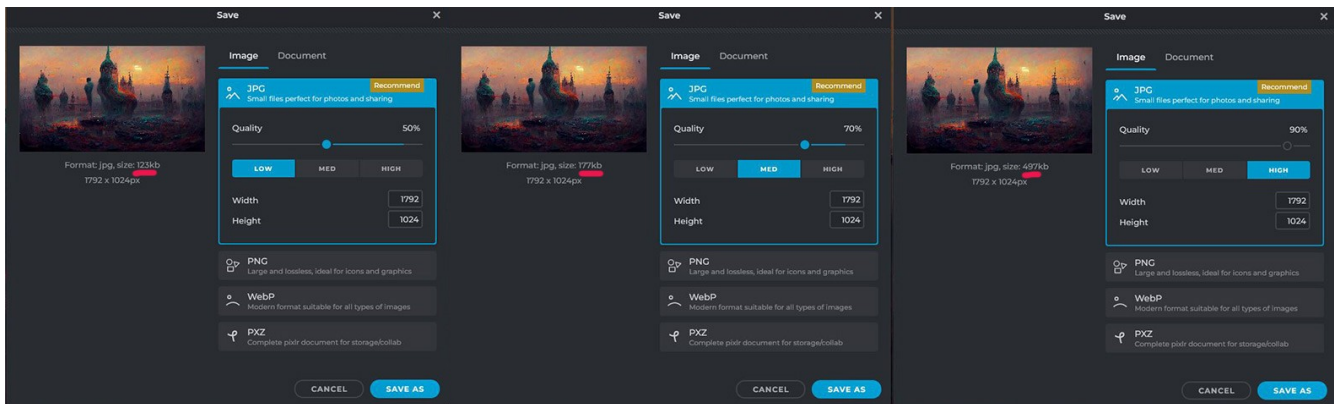 Save
Image Document
JPG Recommend
Small files perfect for photos and sharing
Quality 50%
LOW MED HIGH
Format: jpg, size: 123kb
1792 x 1024px
Width 1792
Height 1024
PNG
Large and lossless, ideal for icons and graphics
WebP
Modern format suitable for all types of images
PXZ
Complete pixlr document for storage/collab
CANCEL SAVE AS
Save
Image Document
JPG Recommend
Small files perfect for photos and sharing
Quality 70%
LOW MED HIGH
Format: jpg, size: 177kb
1792 x 1024px
Width 1792
Height 1024
PNG
Large and lossless, ideal for icons and graphics
WebP
Modern format suitable for all types of images
PXZ
Complete pixlr document for storage/collab
CANCEL SAVE AS
Save
Image Document
JPG Recommend
Small files perfect for photos and sharing
Quality 90%
LOW MED HIGH
Format: jpg, size: 497kb
1792 x 1024px
Width 1792
Height 1024
PNG
Large and lossless, ideal for icons and graphics
WebP
Modern format suitable for all types of images
PXZ
Complete pixlr document for storage/collab
CANCEL SAVE AS